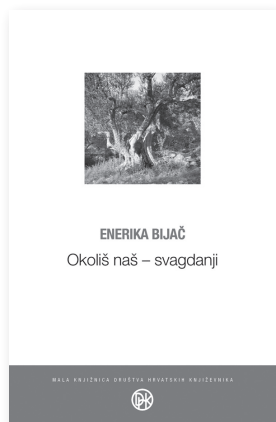 ENERIKA BIJAČ
Okoliš naš – svagdanji
MALA KNJIŽNICA DRUŠTVA HRVATSKIH KNJIŽEVNIKA
DHK